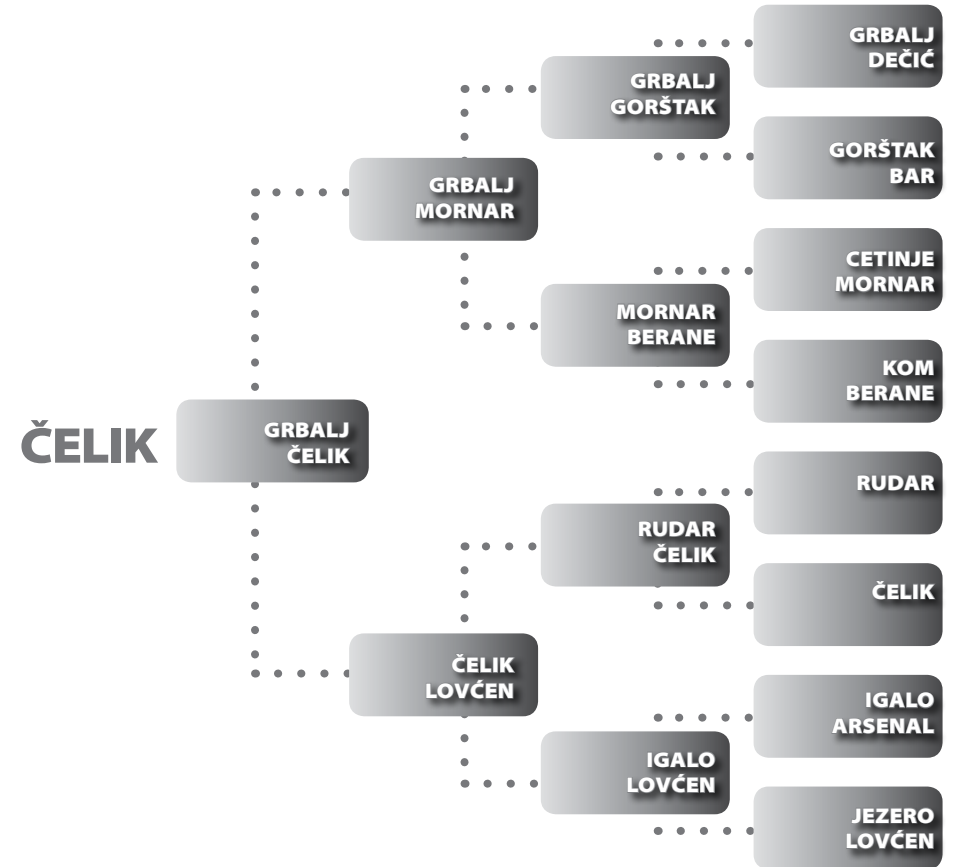 GRBALJ
DEČIĆ
GRBALJ
GORŠTAK
GORŠTAK
BAR
GRBALJ
MORNAR
CETINJE
MORNAR
MORNAR
BERANE
KOM
BERANE
ČELIK
GRBALJ
ČELIK
RUDAR
RUDAR
ČELIK
ČELIK
ČELIK
LOVĆEN
IGALO
ARSENAL
IGALO
LOVĆEN
JEZERO
LOVĆEN